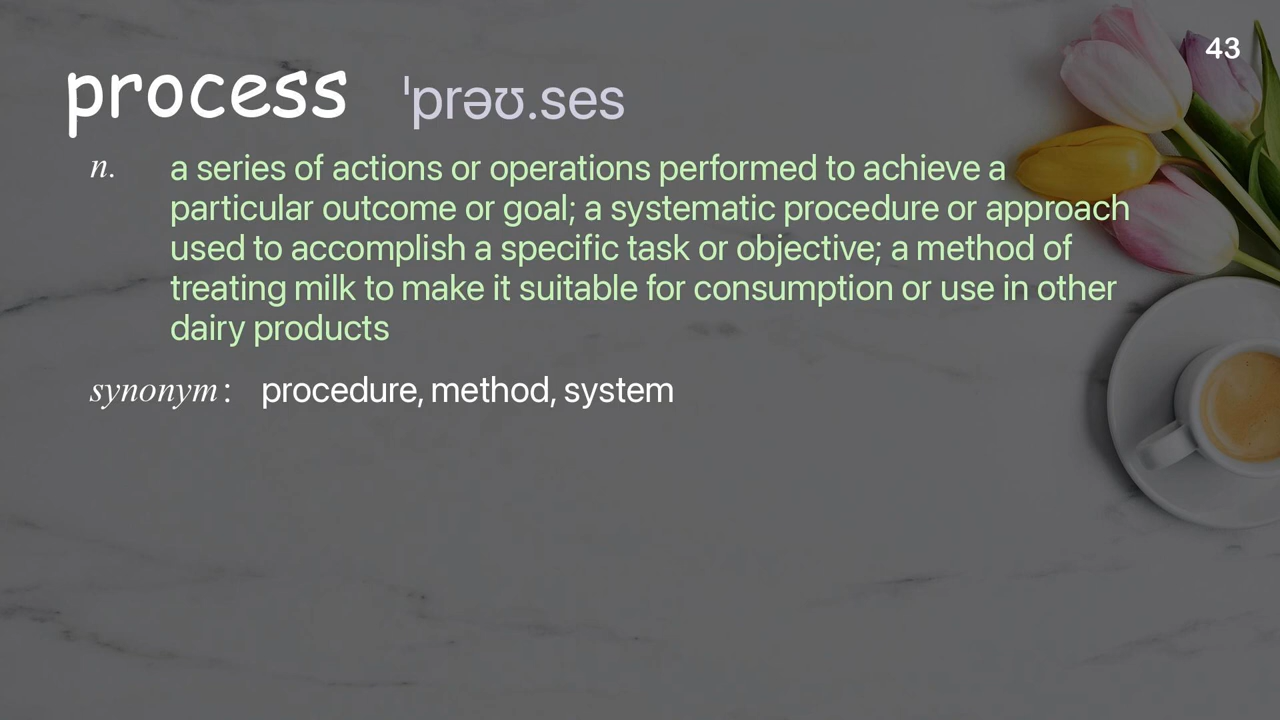 43
process ˈprəʊ.ses
n. a series of actions or operations performed to achieve a
particular outcome or goal; a systematic procedure or approach
used to accomplish a specific task or objective; a method of
treating milk to make it suitable for consumption or use in other
dairy products
synonym: procedure, method, system